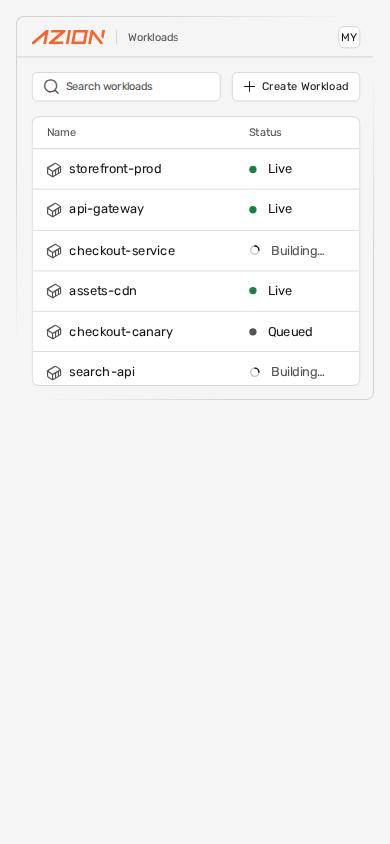 AZION
Workloads
MY
Search workloads
Create Workload
Name Status
storefront-prod Live
api-gateway Live
checkout-service Building…
assets-cdn Live
checkout-canary Queued
search-api Building…